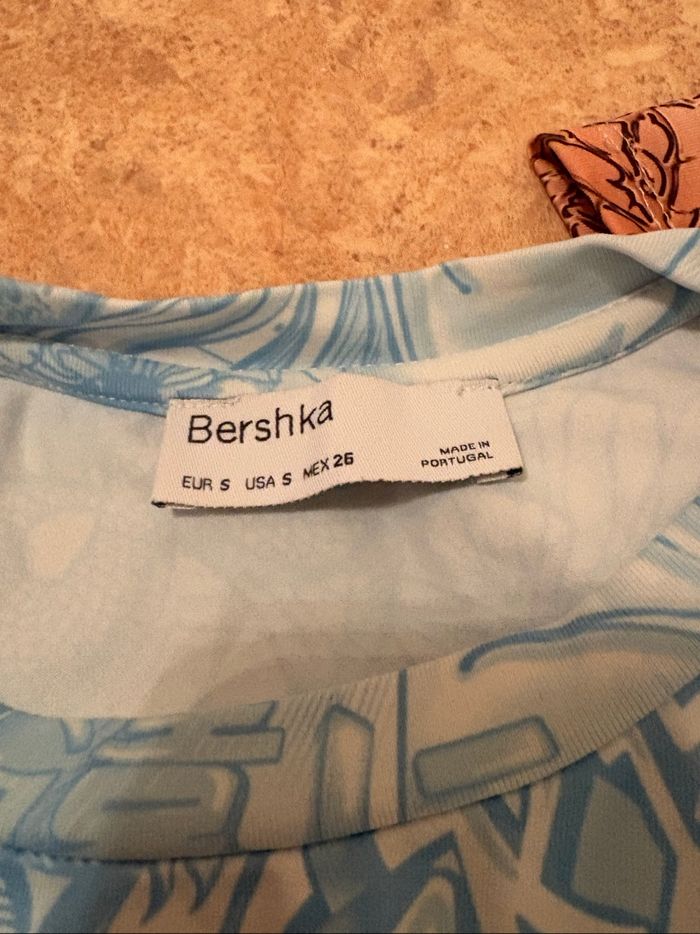 Bershka
EUR S USA S MEX 26
MADE IN
PORTUGAL